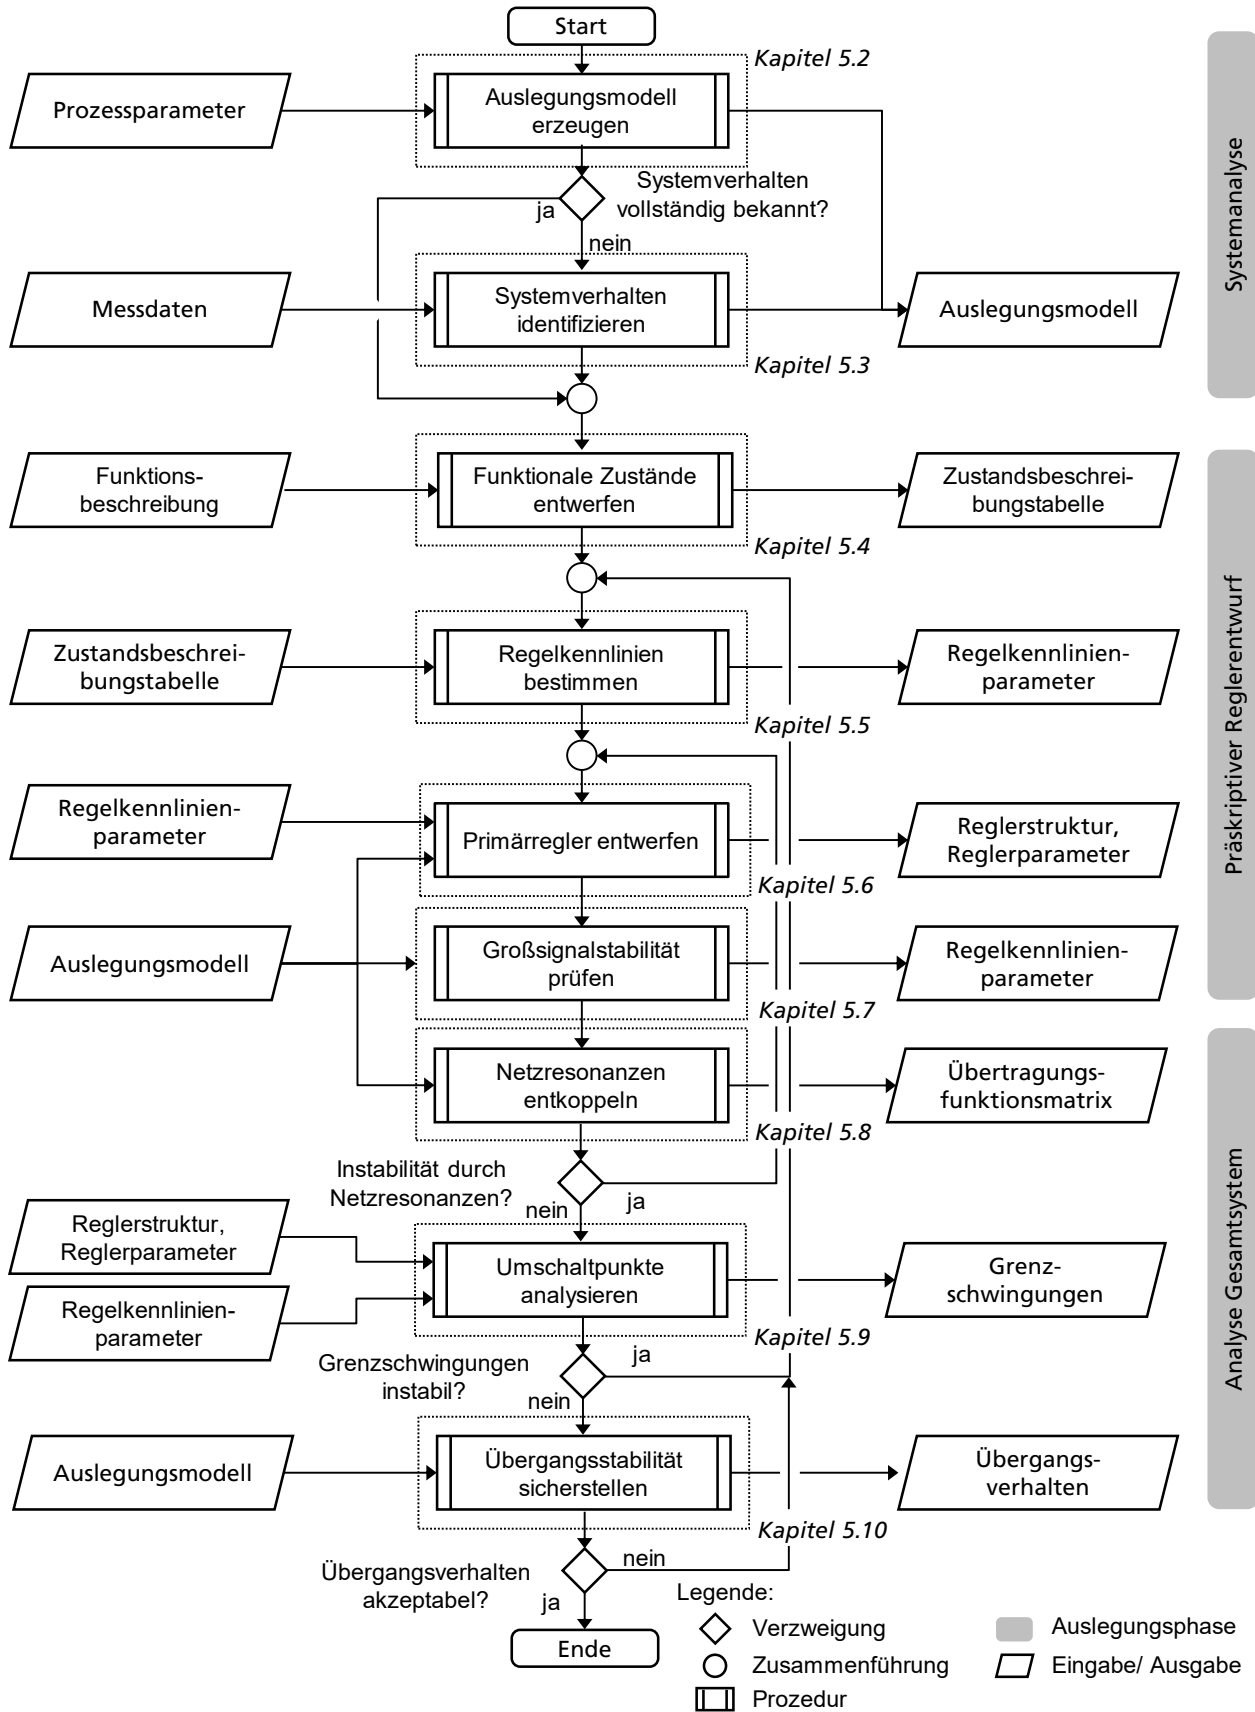 Start
Kapitel 5.2
Prozessparameter
Auslegungsmodell
erzeugen
Systemverhalten
vollständig bekannt?
ja
nein
Messdaten
Systemverhalten
identifizieren
Auslegungsmodell
Kapitel 5.3
Systemanalyse
Funktions-
beschreibung
Funktionale Zustände
entwerfen
Zustandsbeschrei-
bungstabelle
Kapitel 5.4
Zustandsbeschrei-
bungstabelle
Regelkennlinien
bestimmen
Regelkennlinien-
parameter
Kapitel 5.5
Regelkennlinien-
parameter
Primärregler entwerfen
Reglerstruktur,
Reglerparameter
Kapitel 5.6
Präskriptiver Reglerentwurf
Auslegungsmodell
Großsignalstabilität
prüfen
Regelkennlinien-
parameter
Kapitel 5.7
Netzresonanzen
entkoppeln
Übertragungs-
funktionsmatrix
Kapitel 5.8
Instabilität durch
Netzresonanzen?
nein
ja
Reglerstruktur,
Reglerparameter
Regelkennlinien-
parameter
Umschaltpunkte
analysieren
Grenz-
schwingungen
Kapitel 5.9
Analyse Gesamtsystem
Grenzschwingungen
instabil?
ja
nein
Auslegungsmodell
Übergangsstabilität
sicherstellen
Übergangs-
verhalten
Kapitel 5.10
Übergangsverhalten
akzeptabel?
nein
ja
Ende
Legende:
Verzweigung
Zusammenführung
Prozedur
Auslegungsphase
Eingabe/ Ausgabe